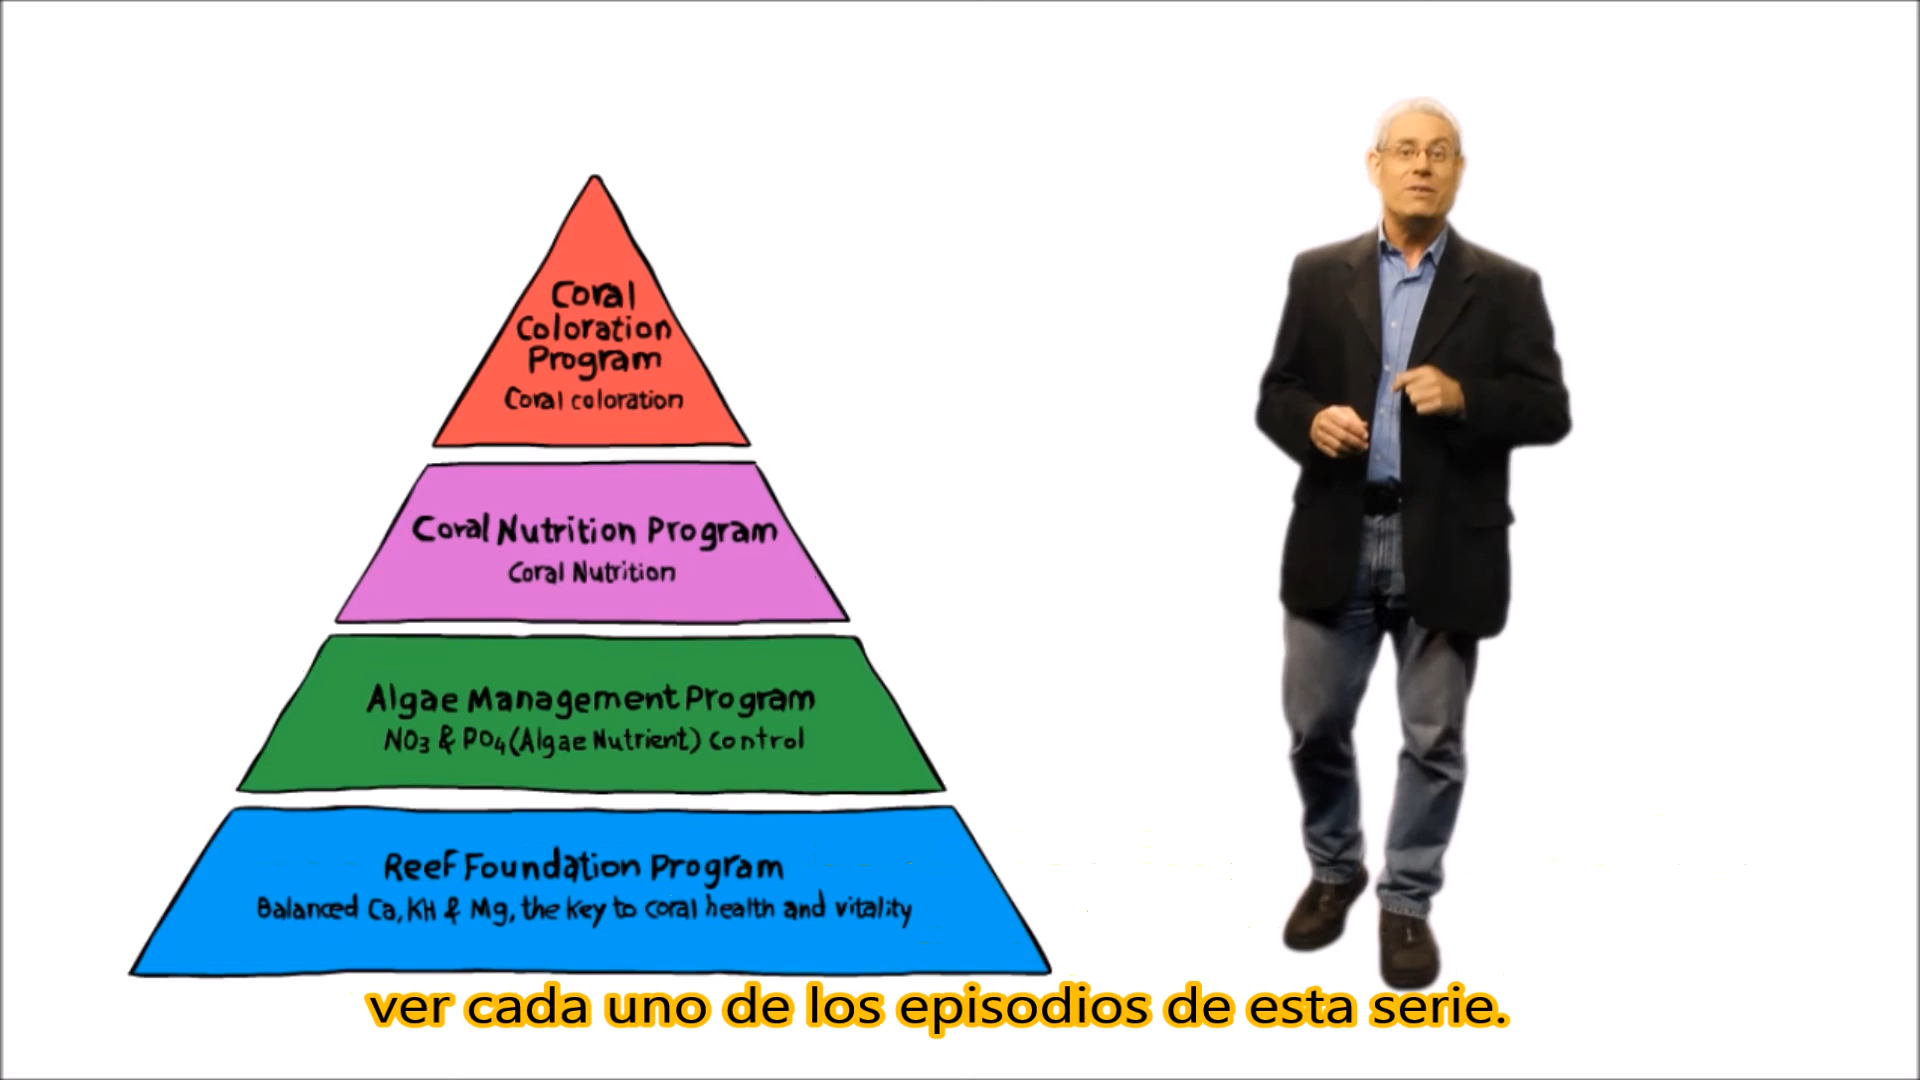 Coral
Coloration
Program
Coral coloration
Coral Nutrition Program
Coral Nutrition
Algae Management Program
NO₃ & PO₄ (Algae Nutrient) control
Reef Foundation Program
Balanced Ca, KH & Mg, the key to coral health and vitality
ver cada uno de los episodios de esta serie.